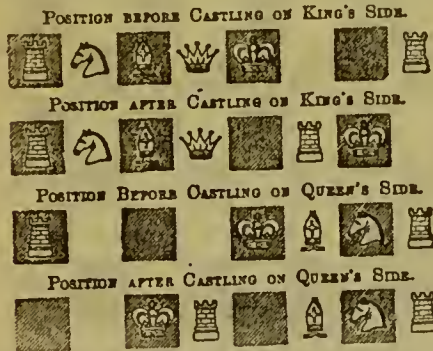 Position before Castling on King's Side.
Position after Castling on King's Side.
Position Before Castling on Queen's Side.
Position after Castling on Queen's Side.